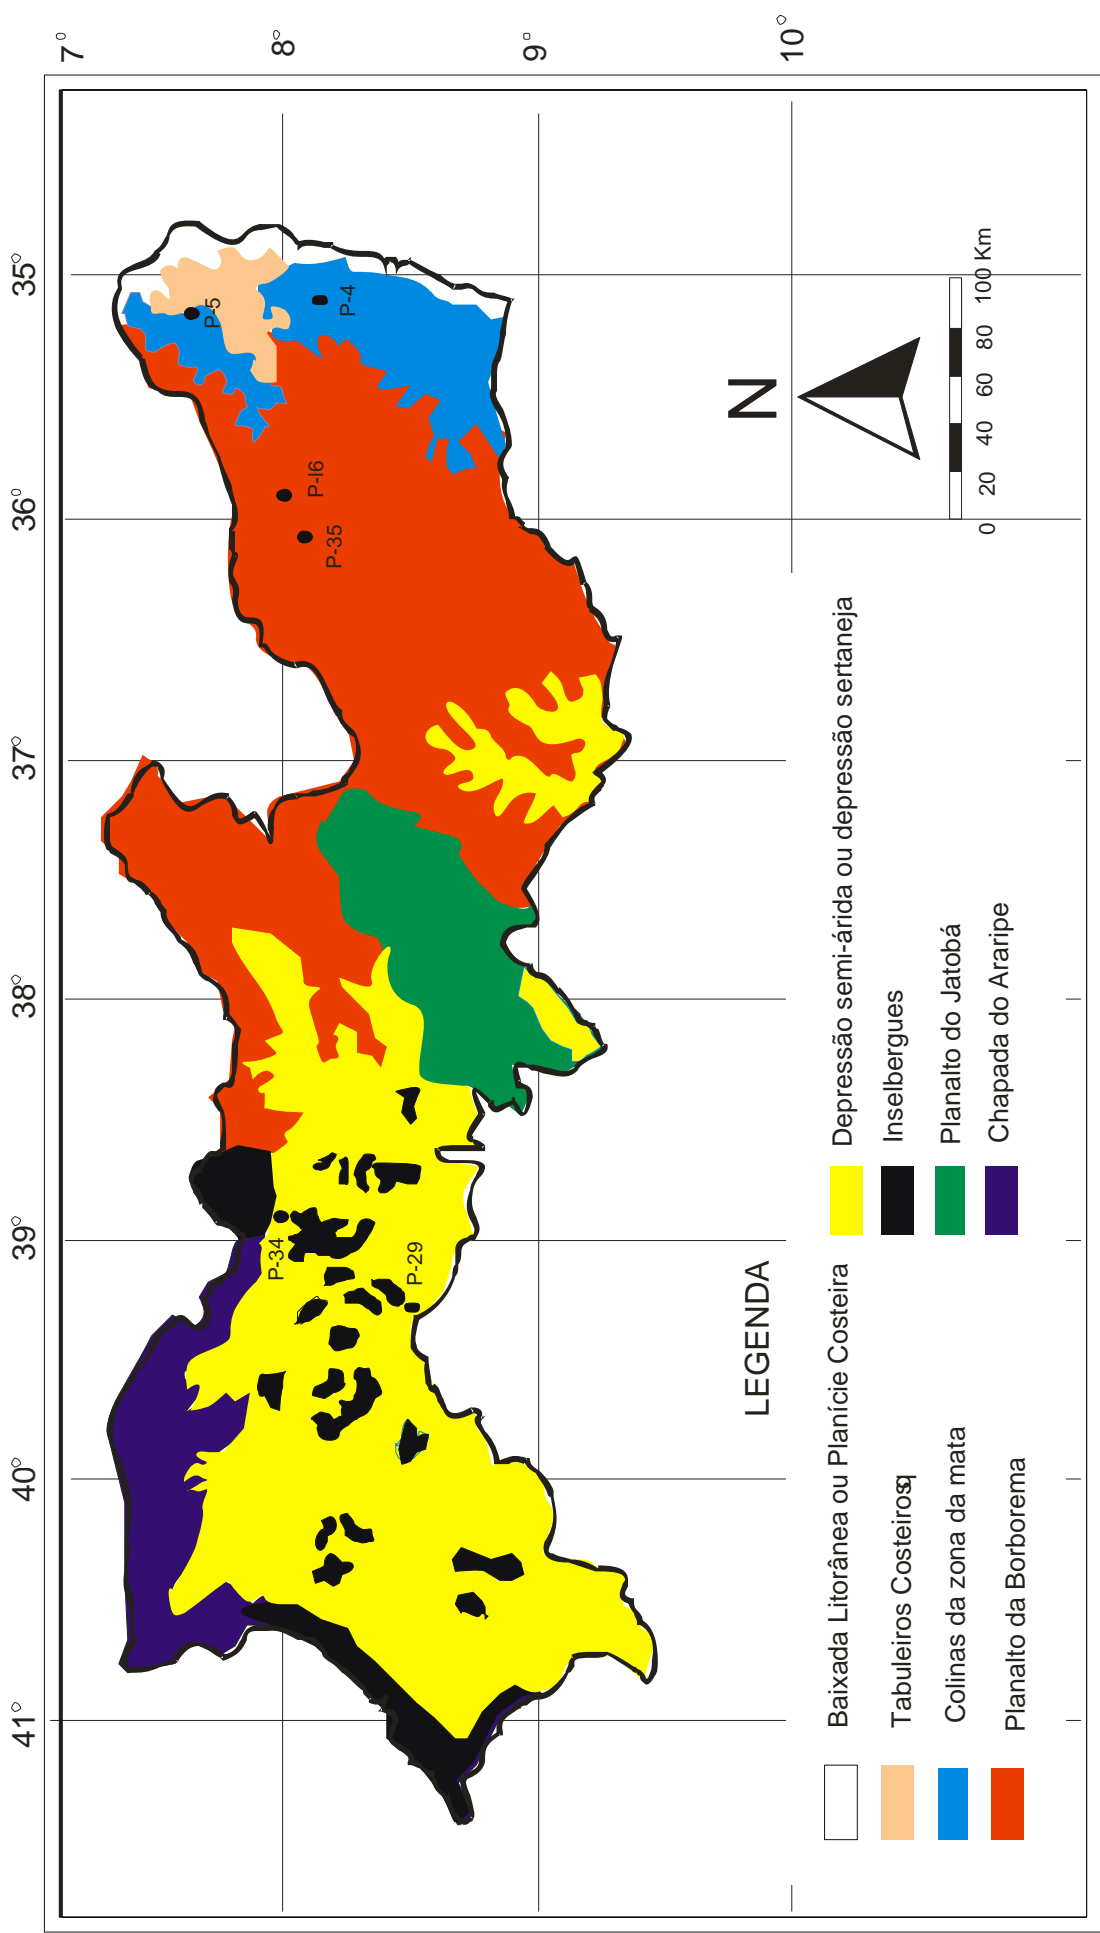 41°
40°
39°
38°
37°
36°
35°
7°
8°
9°
10°
P-5
P-4
P-16
P-35
P-34
P-29
N
0 20 40 60 80 100 Km
LEGENDA
Baixada Litorânea ou Planície Costeira
Tabuleiros Costeirosq
Colinas da zona da mata
Planalto da Borborema
Depressão semi-árida ou depressão sertaneja
Inselbergues
Planalto do Jatobá
Chapada do Araripe